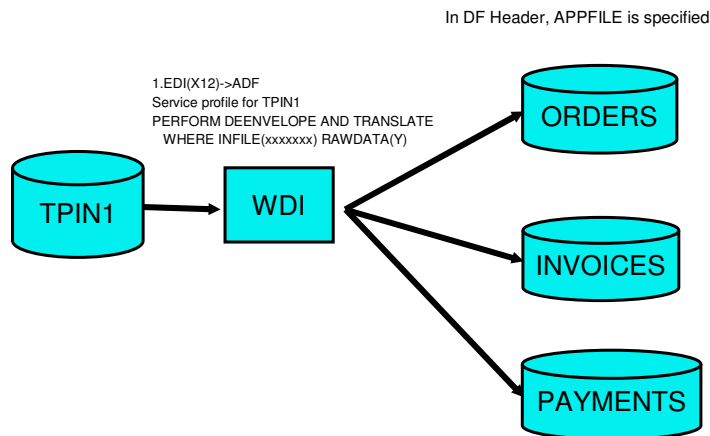 In DF Header, APPFILE is specified
1.EDI(X12)->ADF
Service profile for TPIN1
PERFORM DEENVELOPE AND TRANSLATE
WHERE INFILE(xxxxxxx) RAWDATA(Y)
ORDERS
TPIN1
WDI
INVOICES
PAYMENTS